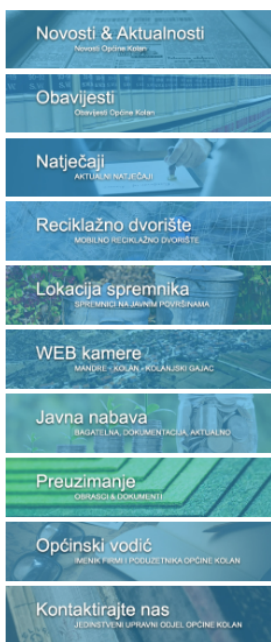 Novosti & Aktualnosti
Novosti Općine Kolan
Obavijesti
Obavijesti Općine Kolan
Natječaji
AKTUALNI NATJEČAJI
Reciklažno dvorište
MOBILNO RECIKLAŽNO DVORIŠTE
Lokacija spremnika
SPREMNICI NA JAVNIM POVRŠINAMA
WEB kamere
MANDRE - KOLAN - KOLANJSKI GAJAC
Javna nabava
BAGATELNA, DOKUMENTACIJA, AKTUALNO
Preuzimanje
OBRASCI & DOKUMENTI
Općinski vodič
IMENIK FIRMI I PODUZETNIKA OPĆINE KOLAN
Kontaktirajte nas
JEDINSTVENI UPRAVNI ODJEL OPĆINE KOLAN